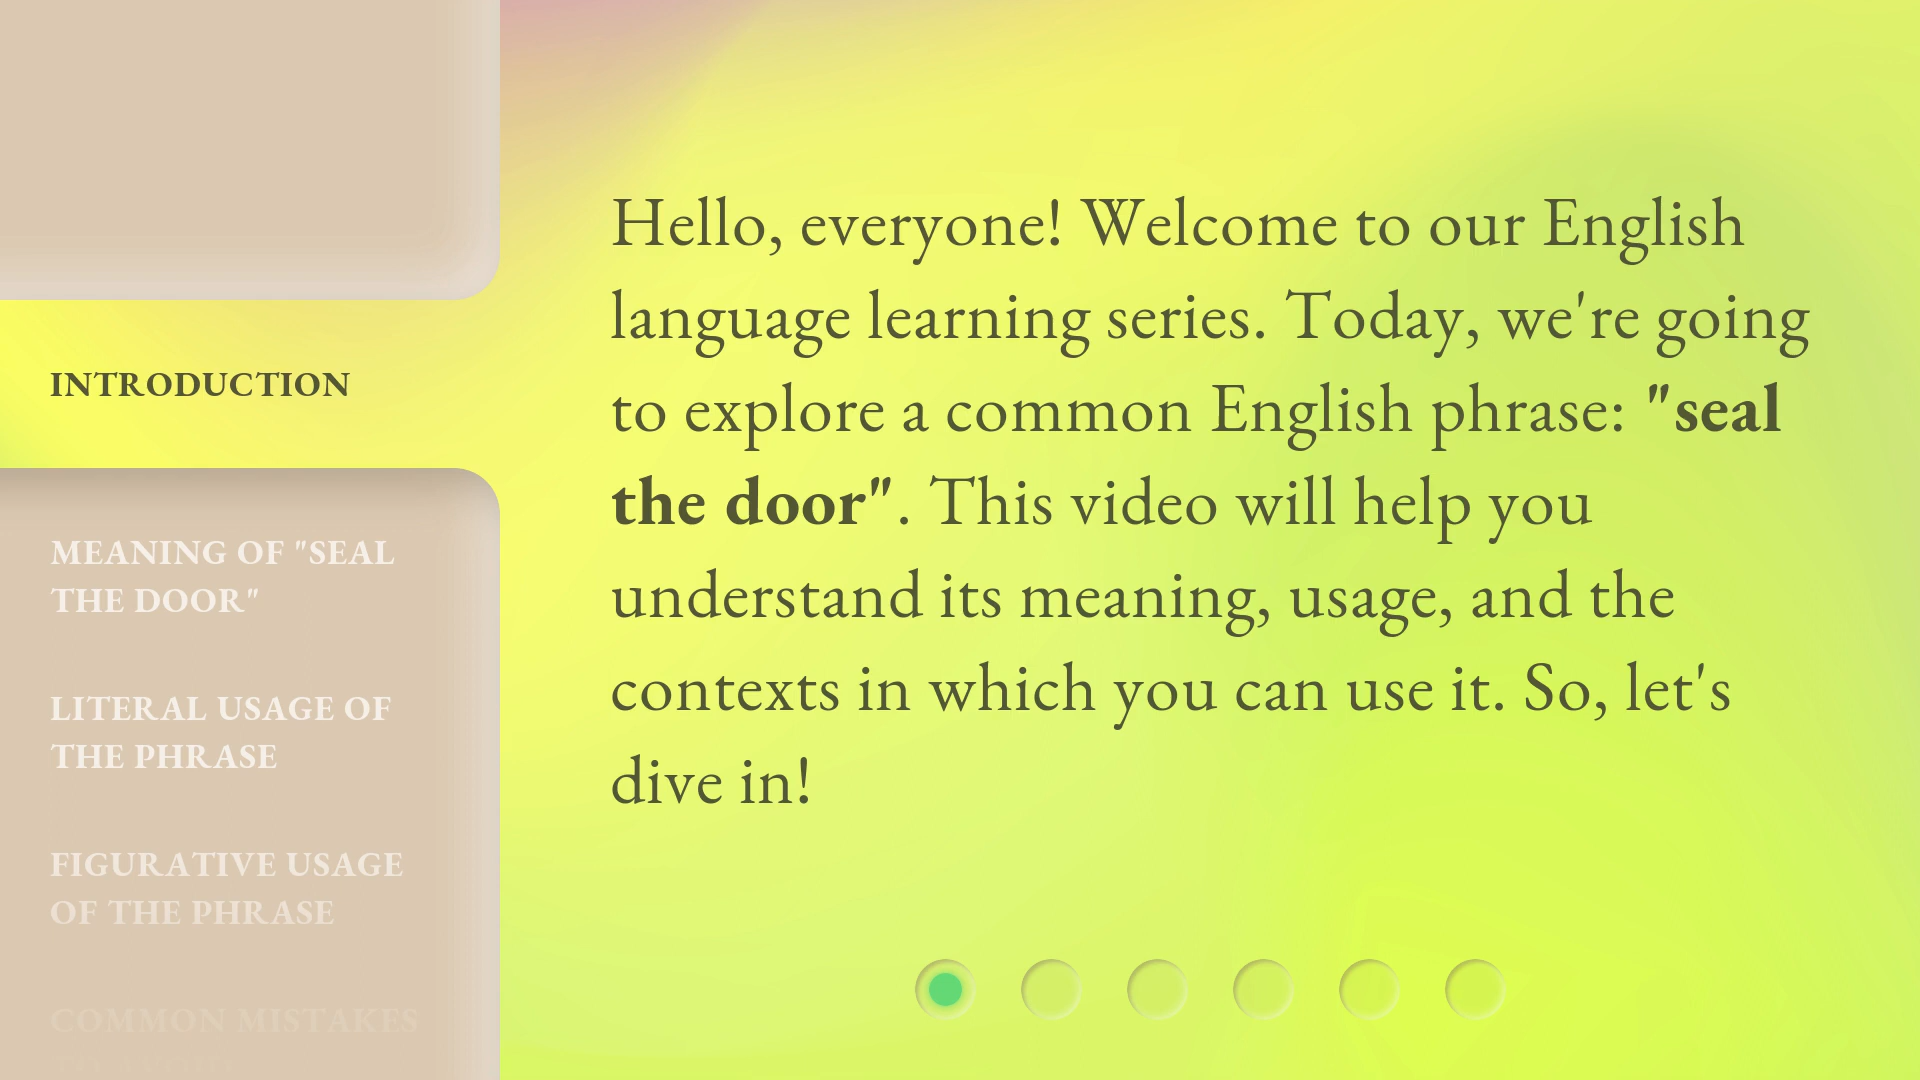 INTRODUCTION
MEANING OF "SEAL
THE DOOR"
LITERAL USAGE OF
THE PHRASE
FIGURATIVE USAGE
OF THE PHRASE
COMMON MISTAKES
TO AVOID
Hello, everyone! Welcome to our English
language learning series. Today, we're going
to explore a common English phrase: "seal
the door". This video will help you
understand its meaning, usage, and the
contexts in which you can use it. So, let's
dive in!